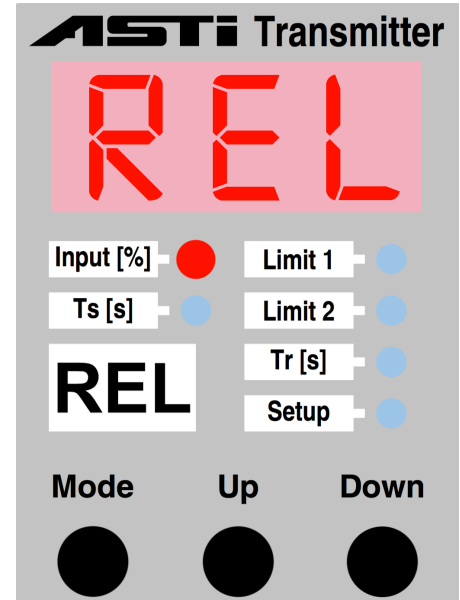 ASTi Transmitter
REL
Input [%]
Limit 1
Ts [s]
Limit 2
REL
Tr [s]
Setup
Mode Up Down